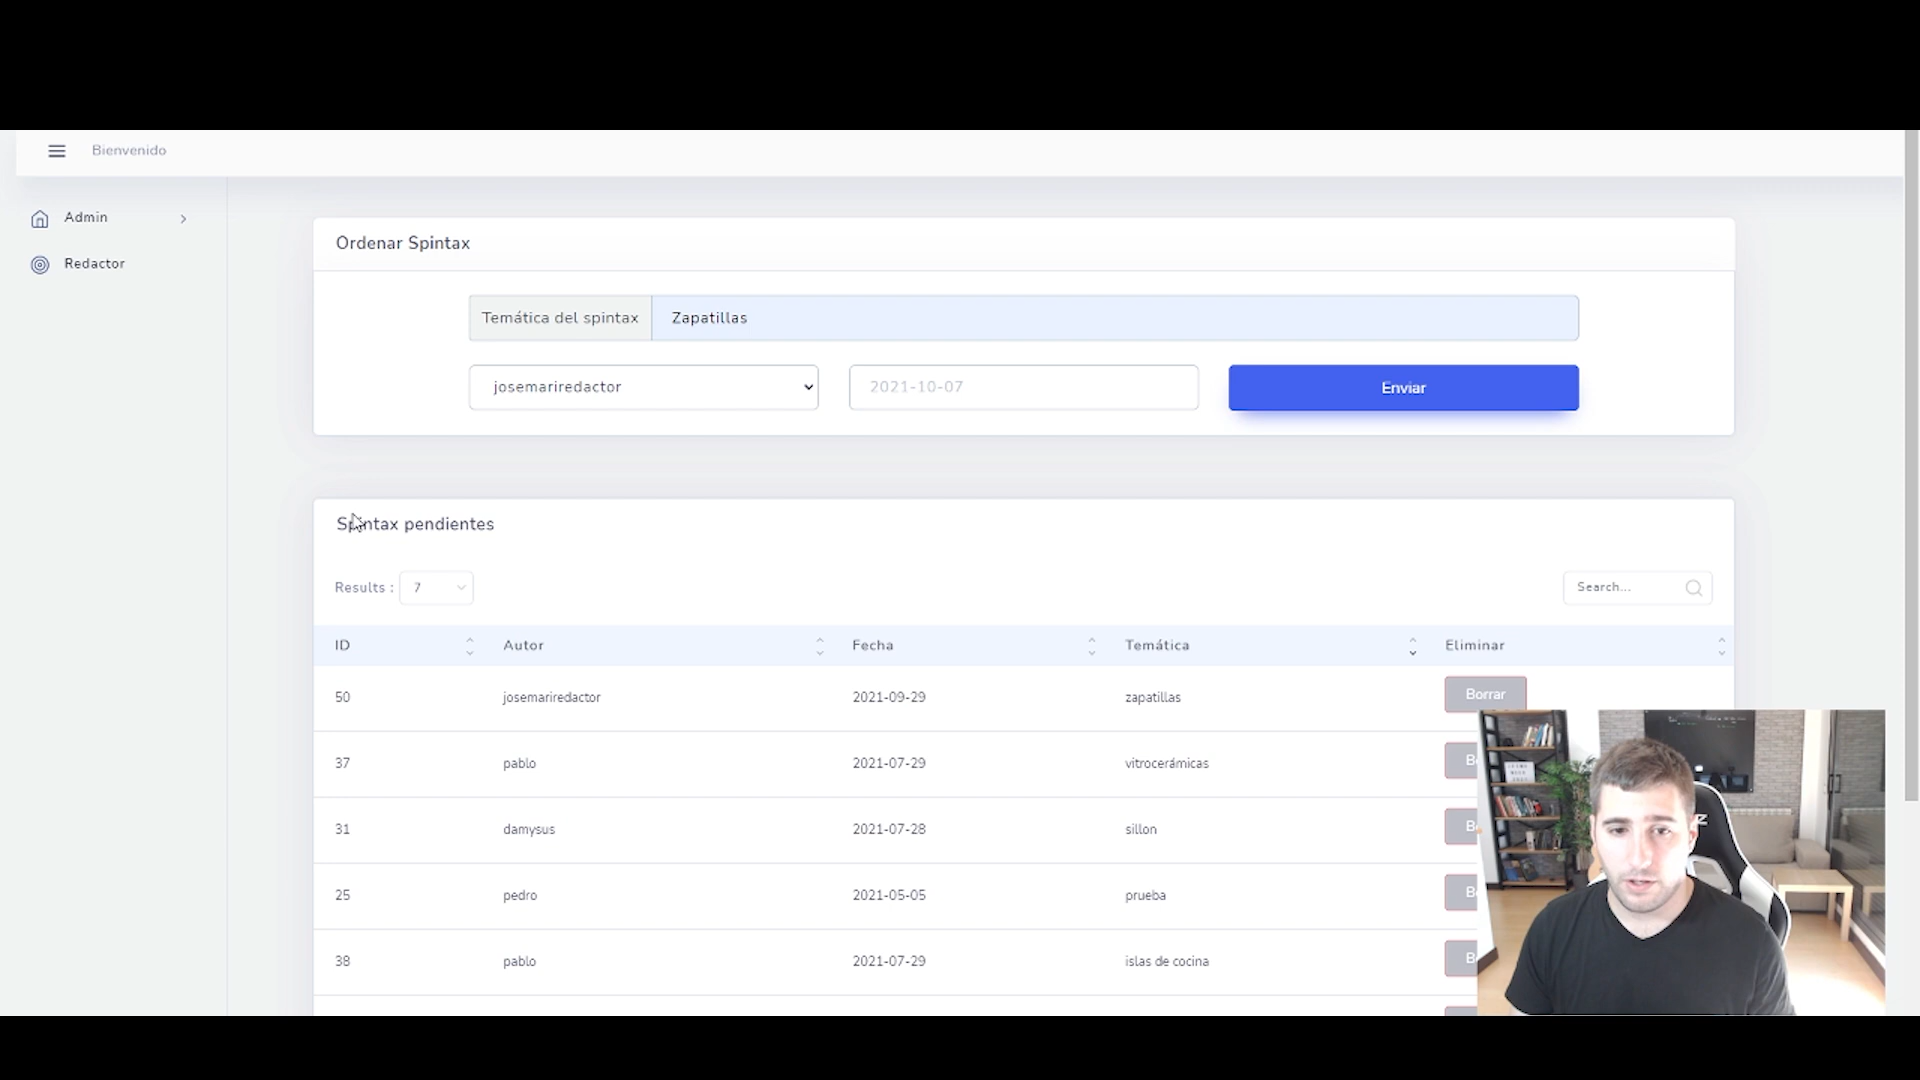 Bienvenido
Admin
Redactor
Ordenar Spintax
Temática del spintax Zapatillas
josemariredactor 2021-10-07 Enviar
Spintax pendientes
Results : 7 Search...
ID Autor Fecha Temática Eliminar
50 josemariredactor 2021-09-29 zapatillas Borrar
37 pablo 2021-07-29 vitrocerámicas
31 damysus 2021-07-28 sillon
25 pedro 2021-05-05 prueba
38 pablo 2021-07-29 islas de cocina